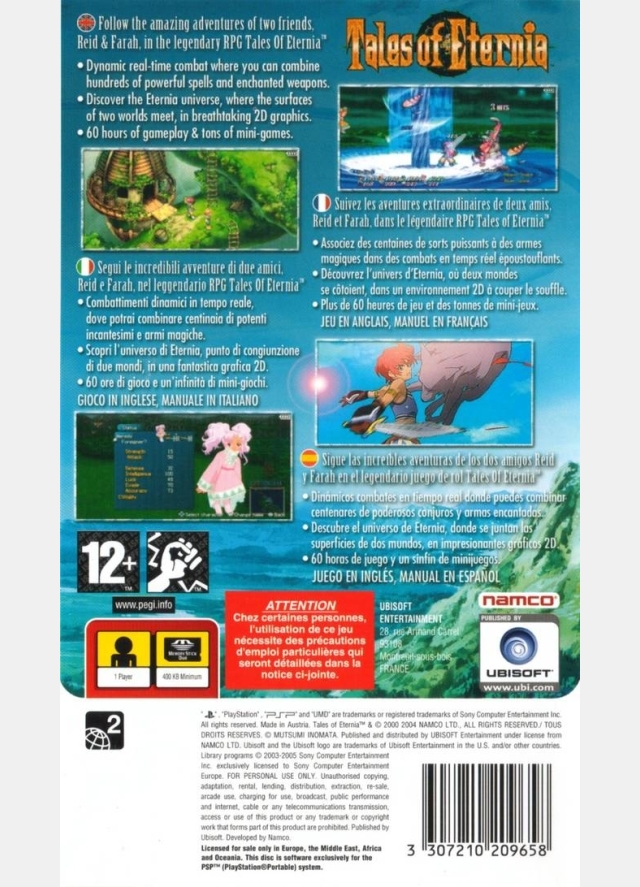 Follow the amazing adventures of two friends,
Reid & Farah, in the legendary RPG Tales Of Eternia™
• Dynamic real-time combat where you can combine
hundreds of powerful spells and enchanted weapons.
• Discover the Eternia universe, where the surfaces
of two worlds meet, in breathtaking 2D graphics.
• 60 hours of gameplay & tons of mini-games.
Tales of Eternia
3 HITS
Suivez les aventures extraordinaires de deux amis,
Reid et Farah, dans le légendaire RPG Tales Of Eternia™
• Associez des centaines de sorts puissants à des armes
magiques dans des combats en temps réel époustouflants.
• Découvrez l'univers d'Eternia, où deux mondes
se côtoient, dans un environnement 2D à couper le souffle.
• Plus de 60 heures de jeu et des tonnes de mini-jeux.
JEU EN ANGLAIS, MANUEL EN FRANÇAIS
Segui le incredibili avventure di due amici,
Reid e Farah, nel leggendario RPG Tales Of Eternia™
• Combattimenti dinamici in tempo reale,
dove potrai combinare centinaia di potenti
incantesimi e armi magiche.
• Scopri l'universo di Eternia, punto di congiunzione
di due mondi, in una fantastica grafica 2D.
• 60 ore di gioco e un'infinità di mini-giochi.
GIOCO IN INGLESE, MANUALE IN ITALIANO
Status
Strength
Attack
Defense
Intelligence
Luck
Evade
Accuracy
Sigue las increíbles aventuras de los dos amigos Reid
y Farah en el legendario juego de rol Tales Of Eternia™
• Dinámicos combates en tiempo real donde puedes combinar
centenares de poderosos conjuros y armas encantadas.
• Descubre el universo de Eternia, donde se juntan las
superficies de dos mundos, en impresionantes gráficos 2D.
• 60 horas de juego y un sinfín de minijuegos.
JUEGO EN INGLÉS, MANUAL EN ESPAÑOL
12+
www.pegi.info
1 Player
MEMORY STICK
DUO
400 KB Minimum
ATTENTION
Chez certaines personnes,
l'utilisation de ce jeu
nécessite des précautions
d'emploi particulières qui
seront détaillées dans la
notice ci-jointe.
UBISOFT
ENTERTAINMENT
28, rue Armand Carrel
93108
Montreuil-sous-bois
FRANCE
namco
PUBLISHED BY
UBISOFT
www.ubi.com
2
"PlayStation", "PSP" and "UMD" are trademarks or registered trademarks of Sony Computer Entertainment Inc.
All rights reserved. Made in Austria. Tales of Eternia™ & © 2000 2004 NAMCO LTD., ALL RIGHTS RESERVED./ TOUS
DROITS RESERVES. © MUTSUMI INOMATA. Published and distributed by UBISOFT Entertainment under license from
NAMCO LTD. Ubisoft and the Ubisoft logo are trademarks of Ubisoft Entertainment in the U.S. and/or other countries.
Library programs © 2003-2005 Sony Computer Entertainment
Inc. exclusively licensed to Sony Computer Entertainment
Europe. FOR PERSONAL USE ONLY. Unauthorised copying,
adaptation, rental, lending, distribution, extraction, re-sale,
arcade use, charging for use, broadcast, public performance
and internet, cable or any telecommunications transmission,
access or use of this product or any trademark or copyright
work that forms part of this product are prohibited. Published by
Ubisoft. Developed by Namco.
Licensed for sale only in Europe, the Middle East, Africa
and Oceania. This disc is software exclusively for the
PSP™ (PlayStation®Portable) system.
3 307210 209658